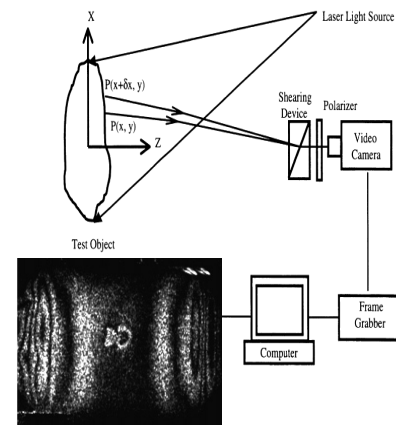 X
Laser Light Source
P(x+δx, y)
Shearing
Device
Polarizer
P(x, y)
Z
Video
Camera
Test Object
Frame
Grabber
Computer